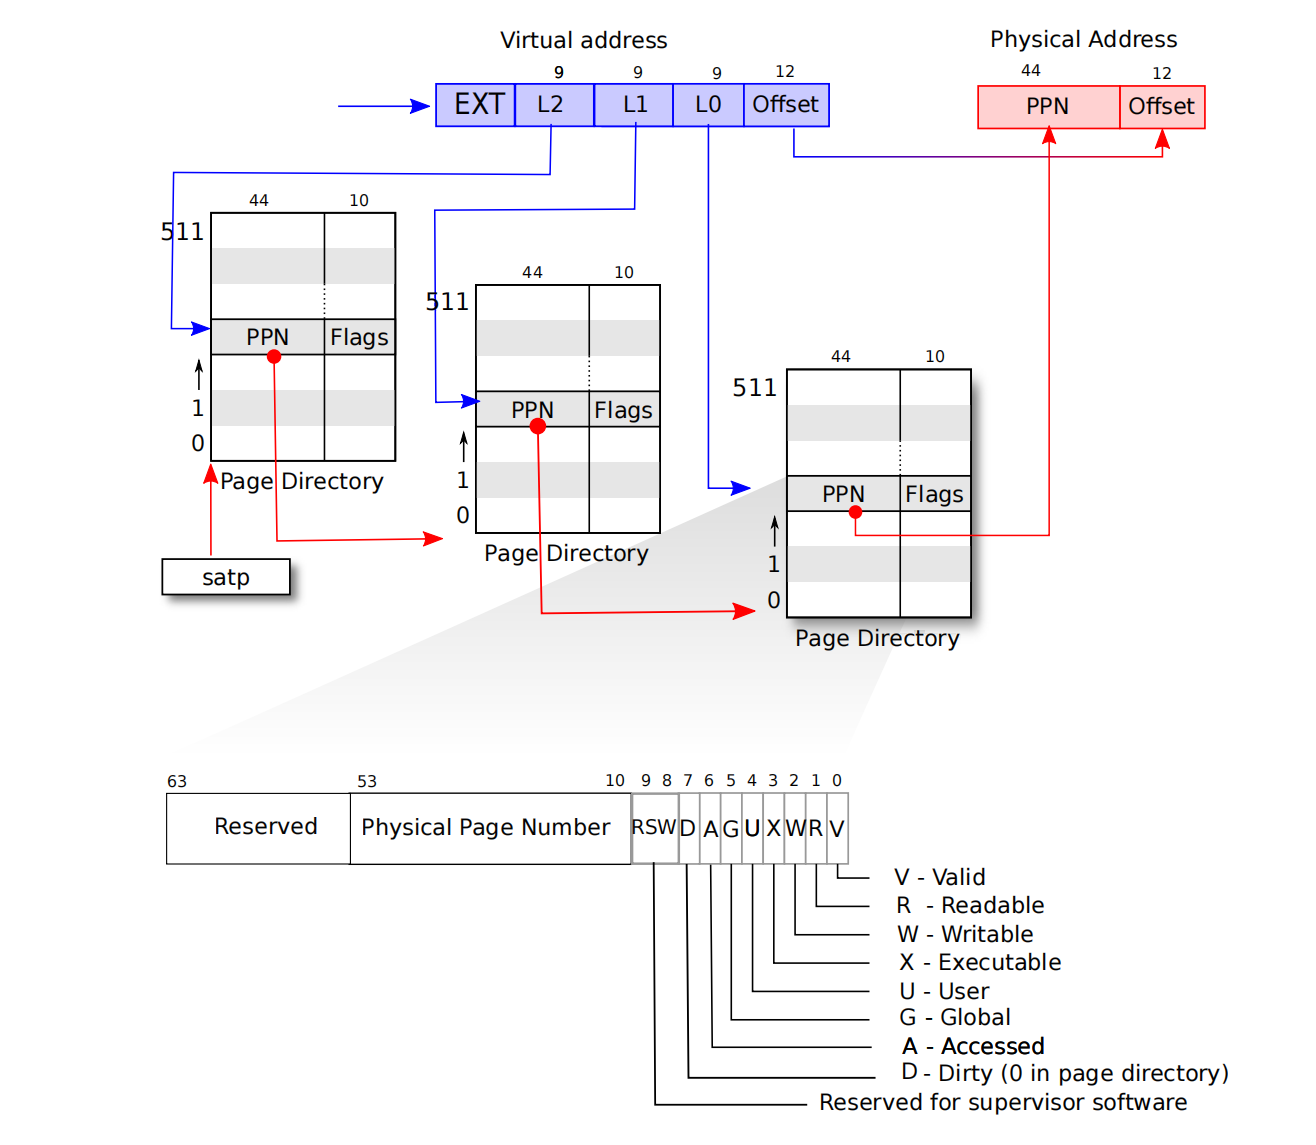 Virtual address
Physical Address
9 9 9 12
44 12
EXT L2 L1 L0 Offset
PPN Offset
44 10
511
PPN Flags
1
0
Page Directory
satp
44 10
511
PPN Flags
1
0
Page Directory
44 10
511
PPN Flags
1
0
Page Directory
63 53 10 9 8 7 6 5 4 3 2 1 0
Reserved Physical Page Number RSW D A G U X W R V
V - Valid
R - Readable
W - Writable
X - Executable
U - User
G - Global
A - Accessed
D - Dirty (0 in page directory)
Reserved for supervisor software